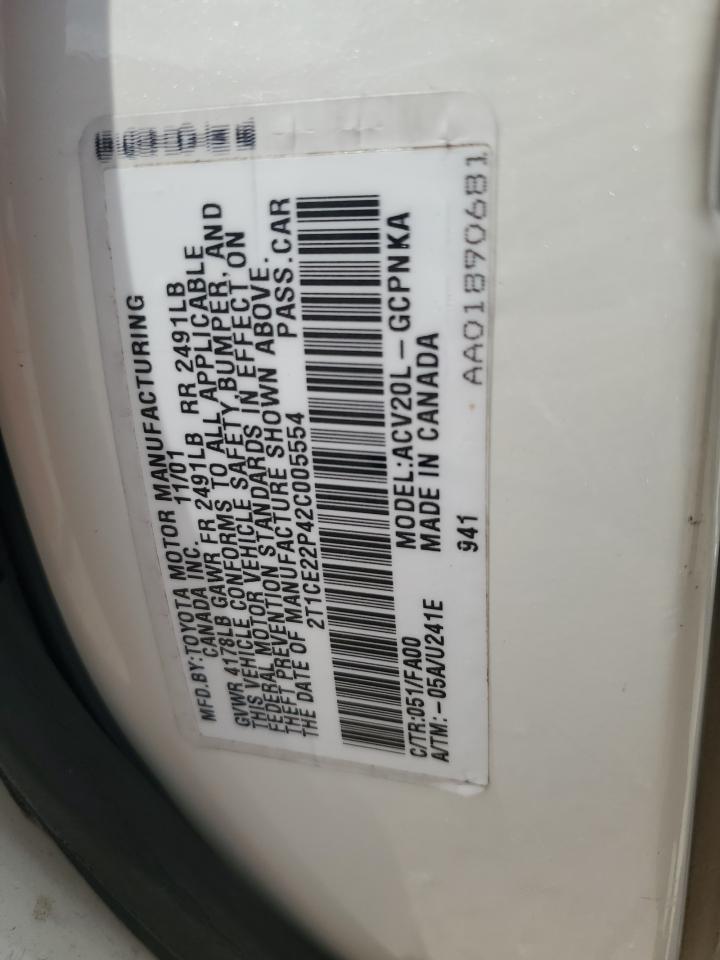 MFD.BY:TOYOTA MOTOR MANUFACTURING
CANADA INC. 11/01
GVWR 4178LB GAWR FR 2491LB RR 2491LB
THIS VEHICLE CONFORMS TO ALL APPLICABLE
FEDERAL MOTOR VEHICLE SAFETY, BUMPER, AND
THEFT PREVENTION STANDARDS IN EFFECT ON
THE DATE OF MANUFACTURE SHOWN ABOVE.
2T1CE22P42C005554 PASS.CAR
C/TR:051/FA00 MODEL:ACV20L-GCPNKA
A/TM:-05A/U241E MADE IN CANADA
941
AA01890681